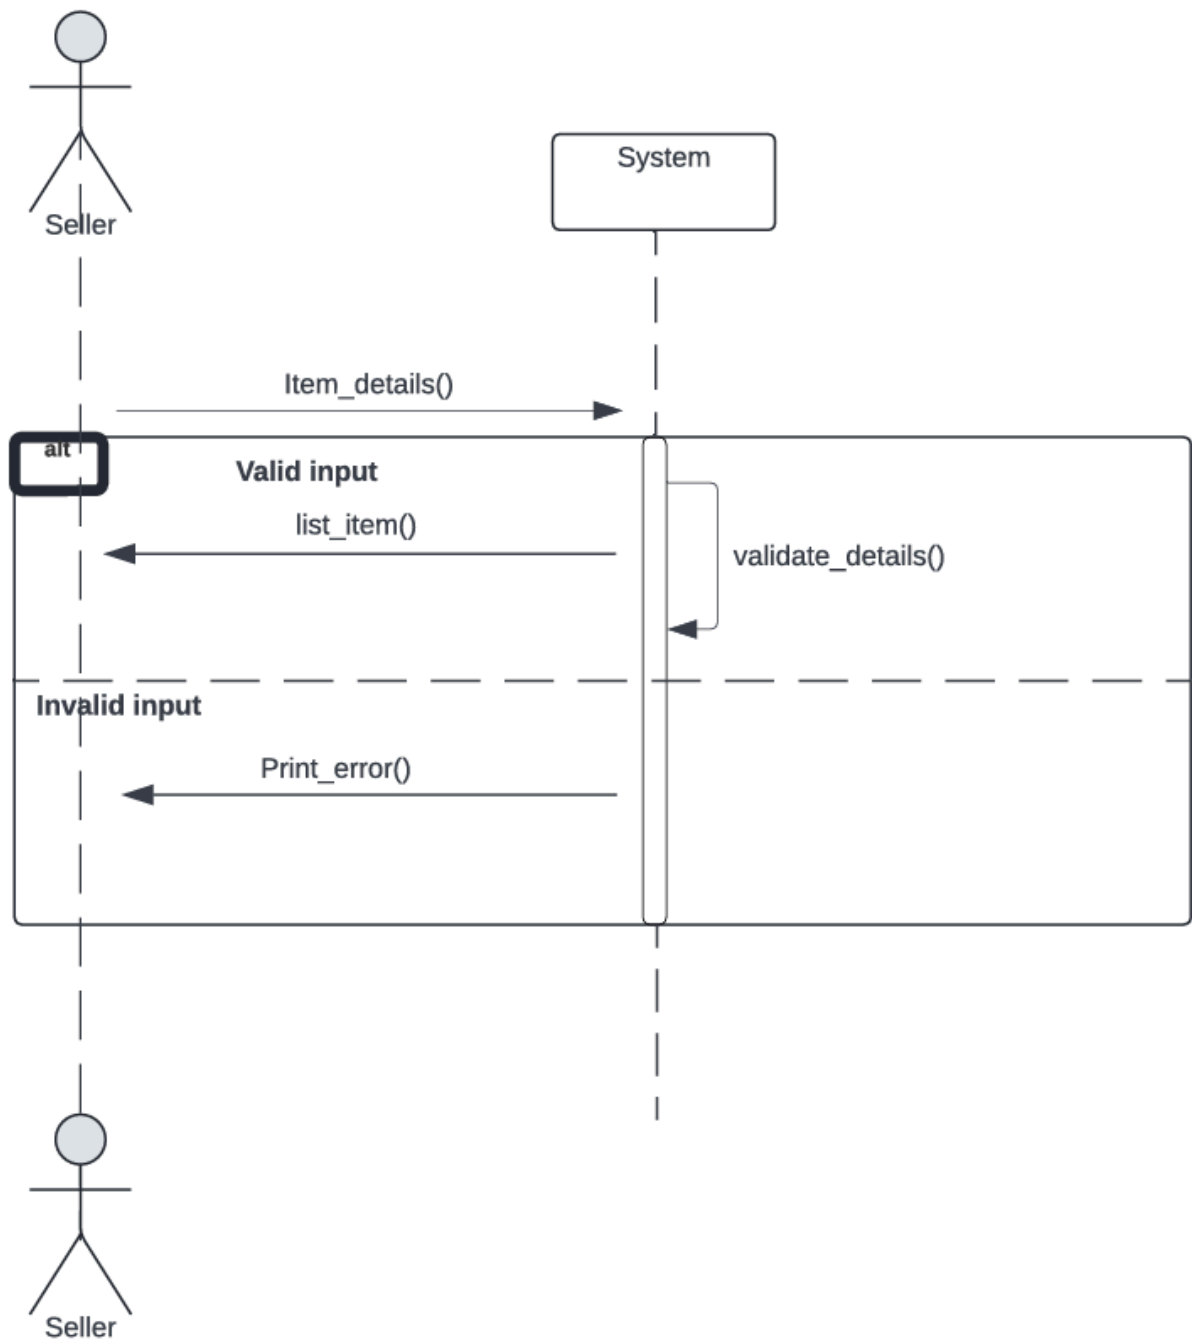 System
Seller
Item_details()
alt
Valid input
list_item()
validate_details()
Invalid input
Print_error()
Seller